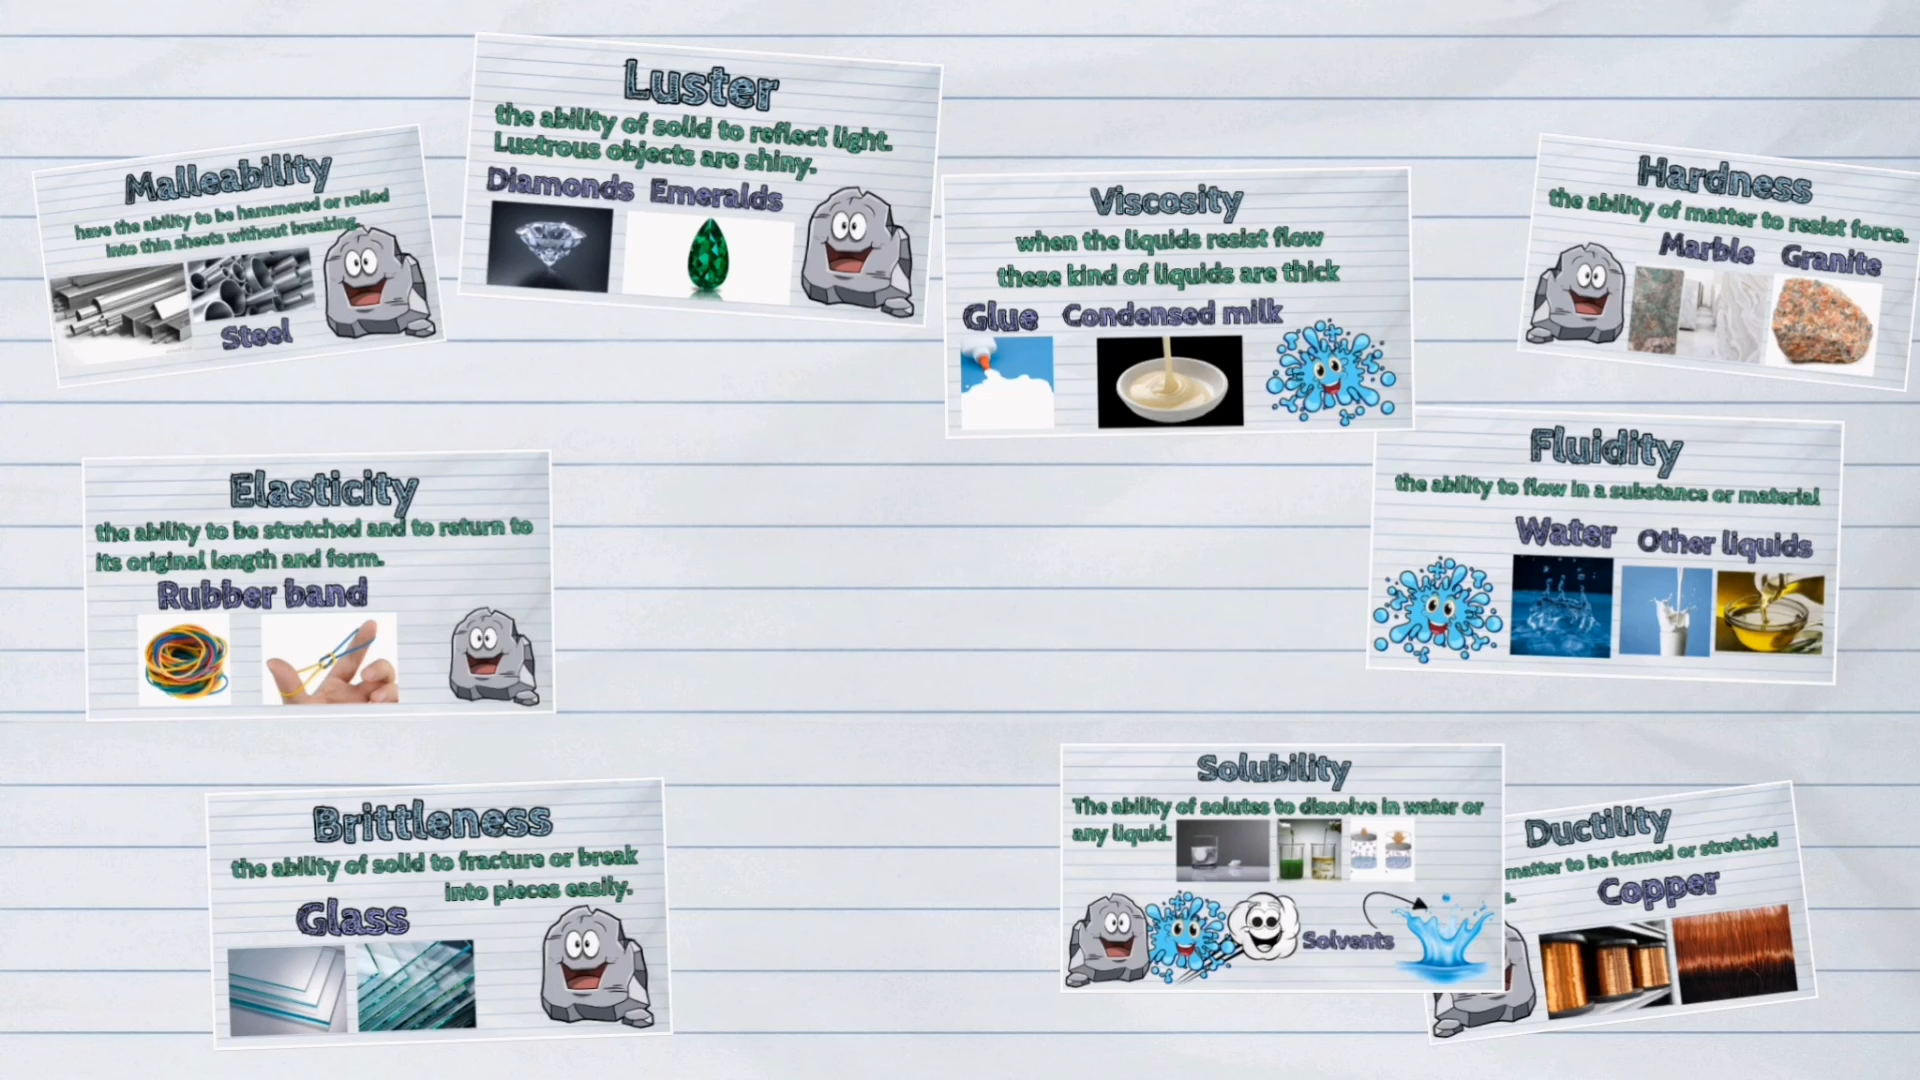 Malleability
have the ability to be hammered or rolled
into thin sheets without breaking.
Steel
Luster
the ability of solid to reflect light.
Lustrous objects are shiny.
Diamonds Emeralds
Viscosity
when the liquids resist flow
these kind of liquids are thick
Glue Condensed milk
Hardness
the ability of matter to resist force.
Marble Granite
Elasticity
the ability to be stretched and to return to
its original length and form.
Rubber band
Fluidity
the ability to flow in a substance or material
Water Other liquids
Brittleness
the ability of solid to fracture or break
into pieces easily.
Glass
Solubility
The ability of solutes to dissolve in water or
any liquid.
Solvents
Ductility
matter to be formed or stretched
Copper